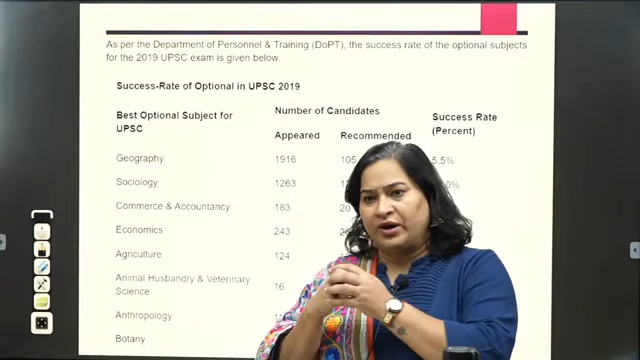 As per the Department of Personnel & Training (DoPT), the success rate of the optional subjects
for the 2019 UPSC exam is given below.
Success-Rate of Optional in UPSC 2019
Best Optional Subject for
UPSC
Number of Candidates
Appeared Recommended
Success Rate
(Percent)
Geography 1916 105 5.5%
Sociology 1263
Commerce & Accountancy 183 20
Economics 243
Agriculture 124
Animal Husbandry & Veterinary
Science 16
Anthropology
Botany